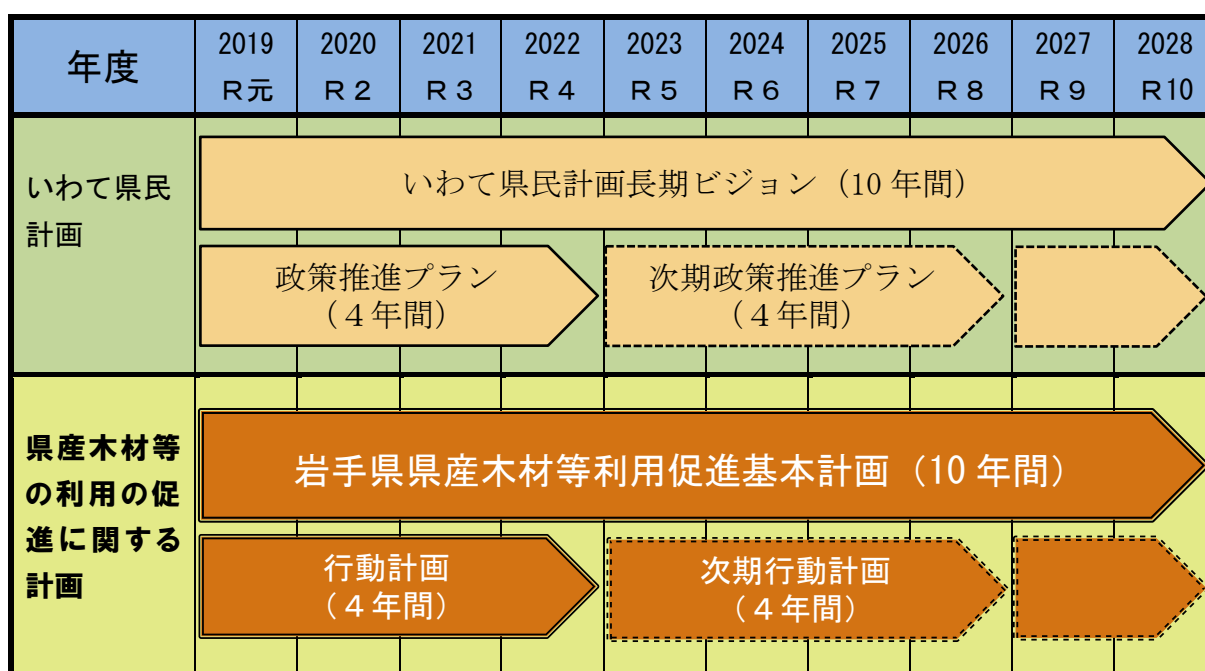 年度
2019 2020 2021 2022 2023 2024 2025 2026 2027 2028
R元 R2 R3 R4 R5 R6 R7 R8 R9 R10
いわて県民
計画
いわて県民計画長期ビジョン（10年間）
政策推進プラン
（４年間）
次期政策推進プラン
（４年間）
県産木材等
の利用の促
進に関する
計画
岩手県県産木材等利用促進基本計画（10年間）
行動計画
（４年間）
次期行動計画
（４年間）